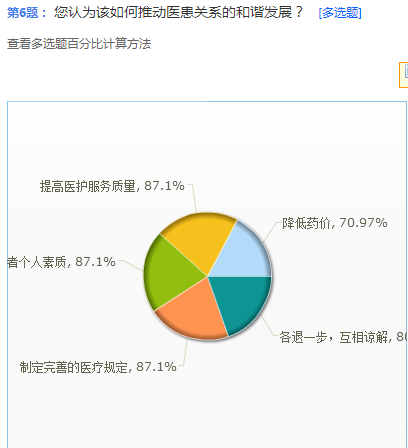 第6题： 您认为该如何推动医患关系的和谐发展？ [多选题]
查看多选题百分比计算方法
提高医护服务质量, 87.1%
降低药价, 70.97%
者个人素质, 87.1%
各退一步，互相谅解, 80
制定完善的医疗规定, 87.1%